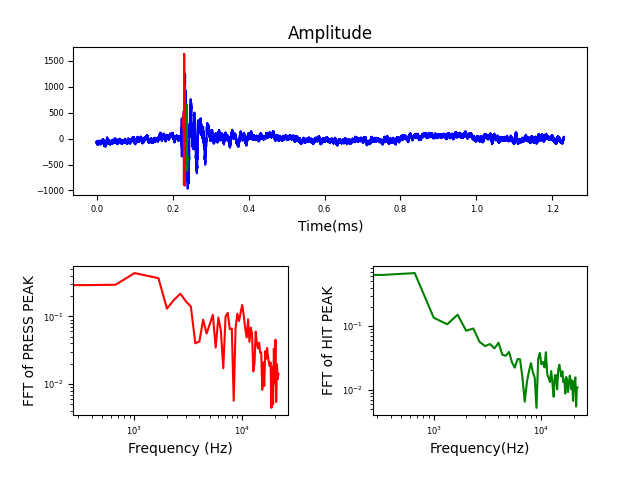 Amplitude
1500
1000
500
0
−500
−1000
0.0 0.2 0.4 0.6 0.8 1.0 1.2
Time(ms)
FFT of PRESS PEAK
10⁻¹
10⁻²
10³ 10⁴
Frequency (Hz)
FFT of HIT PEAK
10⁻¹
10⁻²
10³ 10⁴
Frequency(Hz)